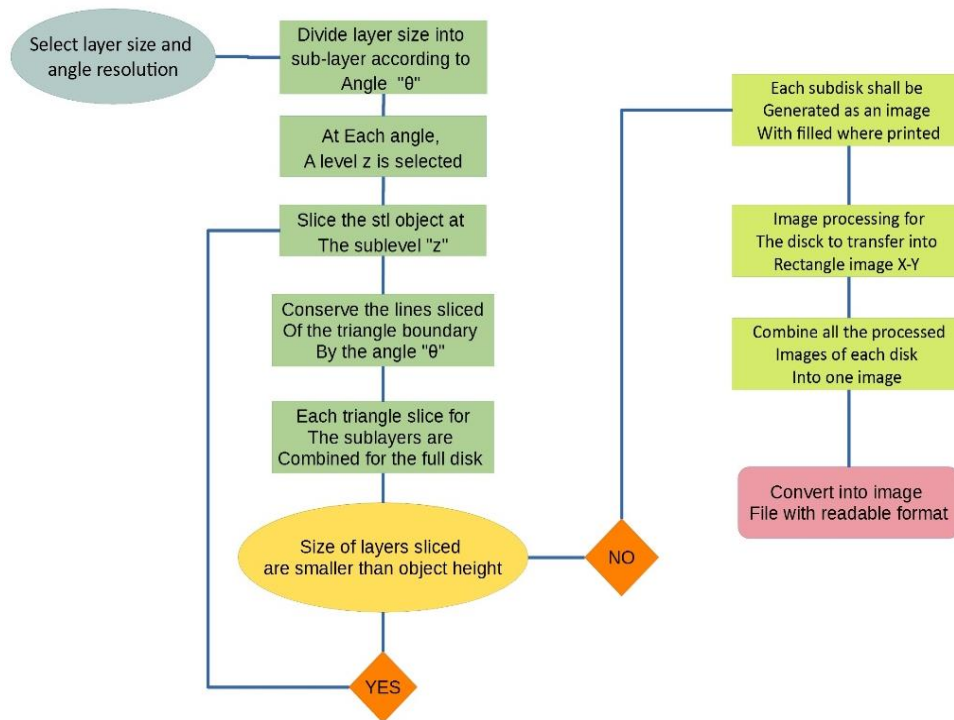 Select layer size and
angle resolution
Divide layer size into
sub-layer according to
Angle "θ"
At Each angle,
A level z is selected
Slice the stl object at
The sublevel "z"
Conserve the lines sliced
Of the triangle boundary
By the angle "θ"
Each triangle slice for
The sublayers are
Combined for the full disk
Size of layers sliced
are smaller than object height
YES
NO
Each subdisk shall be
Generated as an image
With filled where printed
Image processing for
The disck to transfer into
Rectangle image X-Y
Combine all the processed
Images of each disk
Into one image
Convert into image
File with readable format